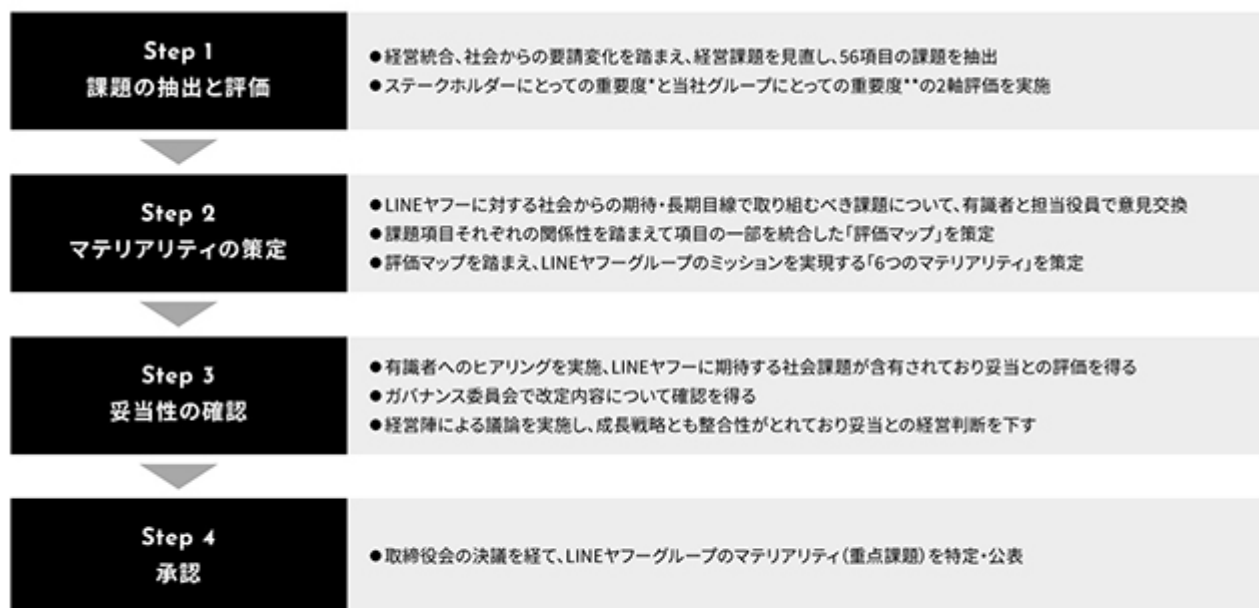 Step 1
課題の抽出と評価
●経営統合、社会からの要請変化を踏まえ、経営課題を見直し、56項目の課題を抽出
●ステークホルダーにとっての重要度*と当社グループにとっての重要度**の2軸評価を実施
Step 2
マテリアリティの策定
●LINEヤフーに対する社会からの期待・長期目線で取り組むべき課題について、有識者と担当役員で意見交換
●課題項目それぞれの関係性を踏まえて項目の一部を統合した「評価マップ」を策定
●評価マップを踏まえ、LINEヤフーグループのミッションを実現する「6つのマテリアリティ」を策定
Step 3
妥当性の確認
●有識者へのヒアリングを実施、LINEヤフーに期待する社会課題が含有されており妥当との評価を得る
●ガバナンス委員会で改定内容について確認を得る
●経営陣による議論を実施し、成長戦略とも整合性がとれており妥当との経営判断を下す
Step 4
承認
●取締役会の決議を経て、LINEヤフーグループのマテリアリティ(重点課題)を特定・公表